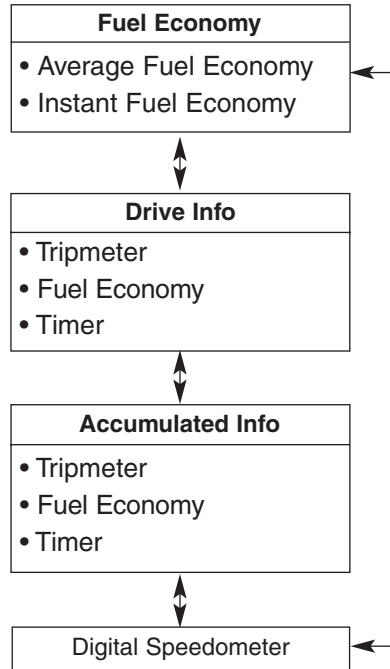 Fuel Economy
• Average Fuel Economy
• Instant Fuel Economy
Drive Info
• Tripmeter
• Fuel Economy
• Timer
Accumulated Info
• Tripmeter
• Fuel Economy
• Timer
Digital Speedometer